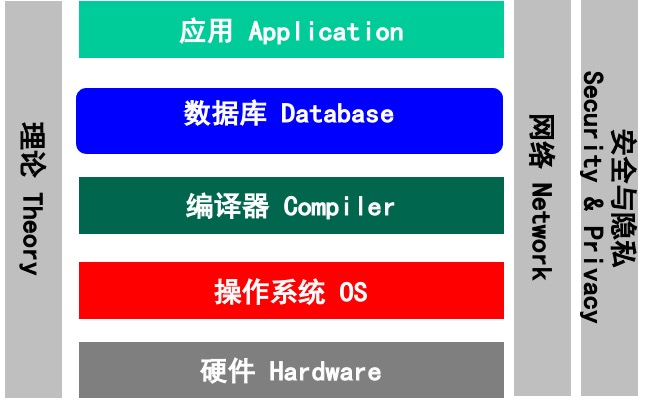 理论 Theory
应用 Application
数据库 Database
编译器 Compiler
操作系统 OS
硬件 Hardware
网络 Network
安全与隐私
Security & Privacy